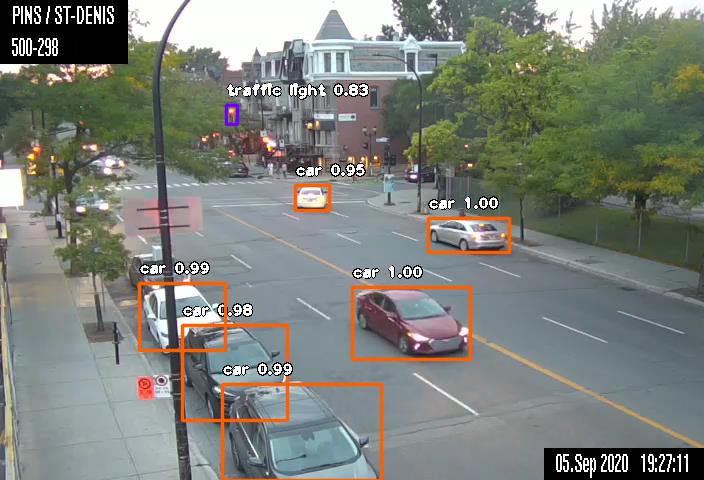 PINS / ST-DENIS
500-298
traffic light 0.83
car 0.95
car 1.00
car 0.99
car 1.00
car 0.98
car 0.99
05.Sep 2020 19:27:11